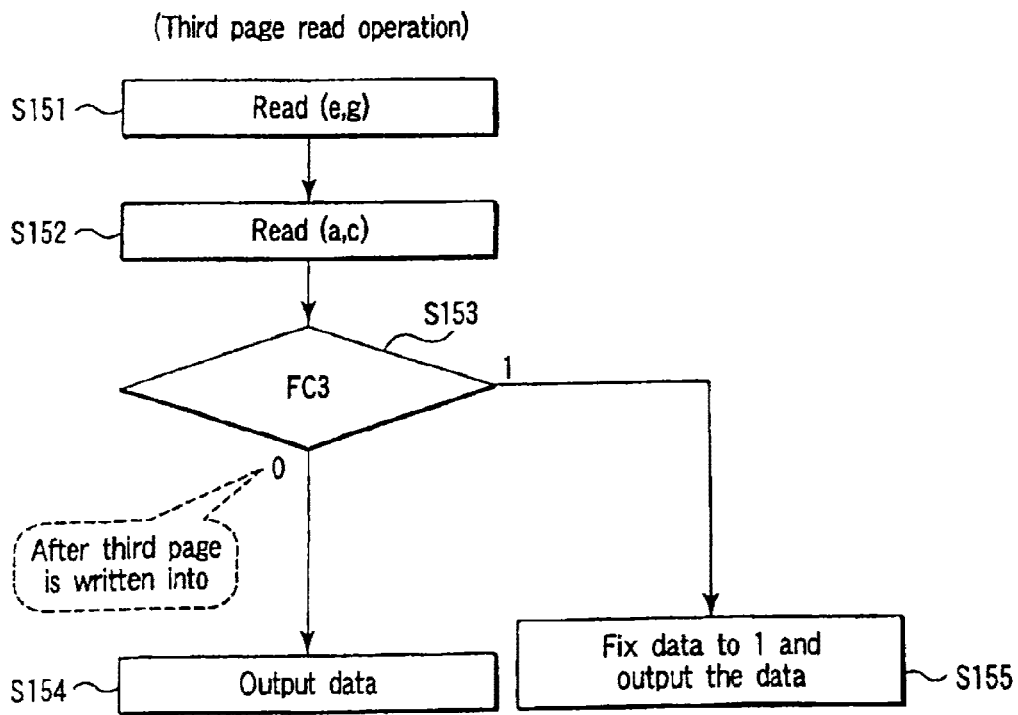 (Third page read operation)
S151
Read (e,g)
S152
Read (a,c)
S153
FC3
1
0
After third page
is written into
S154
Output data
Fix data to 1 and
output the data
S155